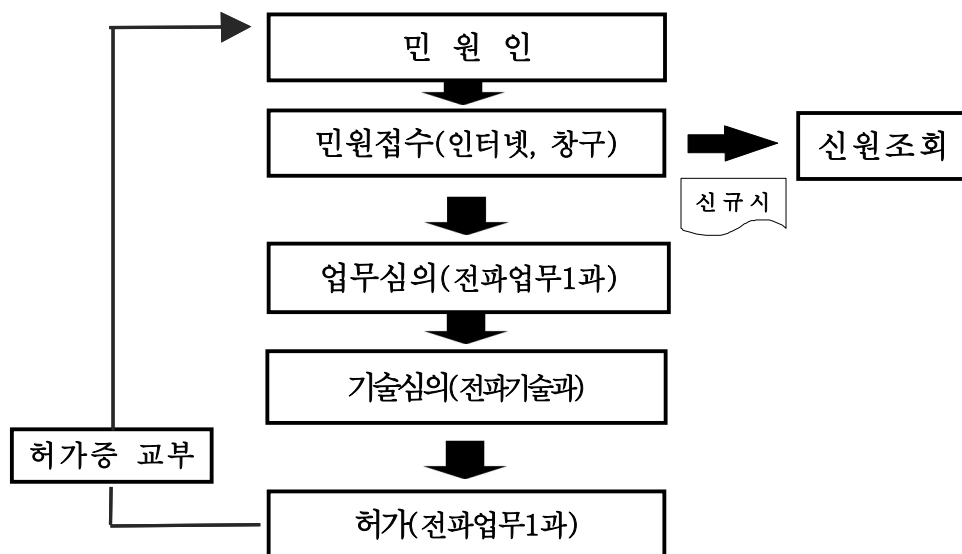 민 원 인
민원접수(인터넷, 창구)
신원조회
신 규 시
업무심의(전파업무1과)
기술심의(전파기술과)
허가증 교부
허가(전파업무1과)